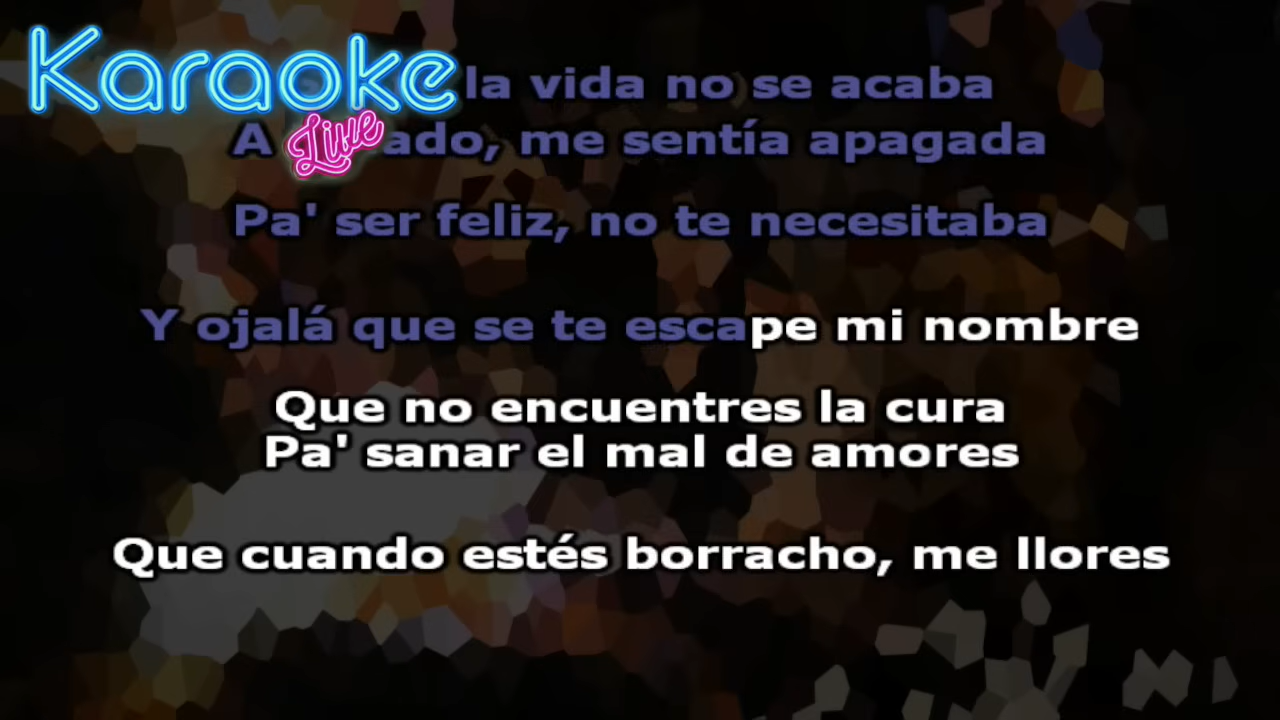 Karaoke
Live
la vida no se acaba
A ado, me sentía apagada
Pa' ser feliz, no te necesitaba
Y ojalá que se te escape mi nombre
Que no encuentres la cura
Pa' sanar el mal de amores
Que cuando estés borracho, me llores